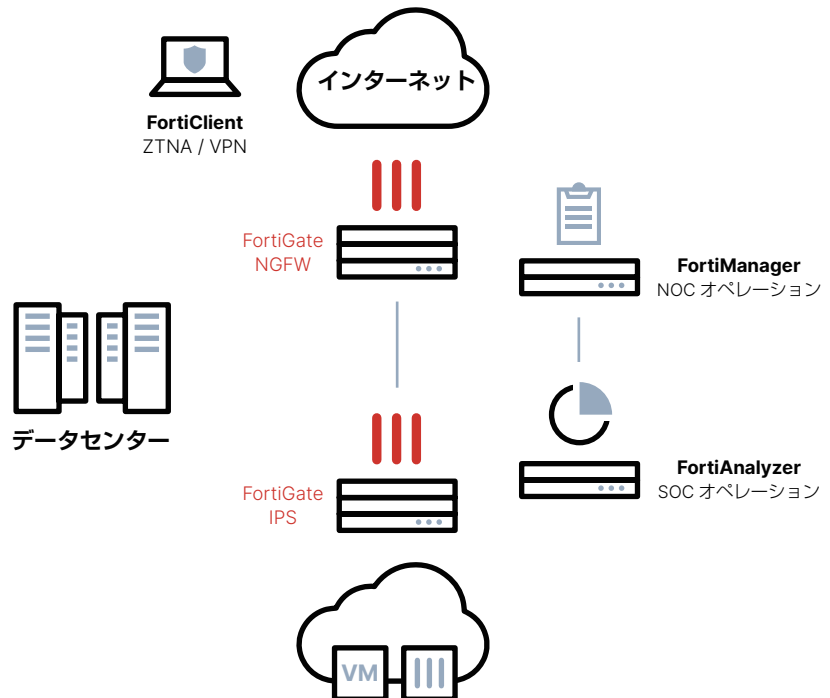 インターネット
FortiClient
ZTNA / VPN
FortiGate
NGFW
FortiManager
NOC オペレーション
データセンター
FortiGate
IPS
FortiAnalyzer
SOC オペレーション
VM